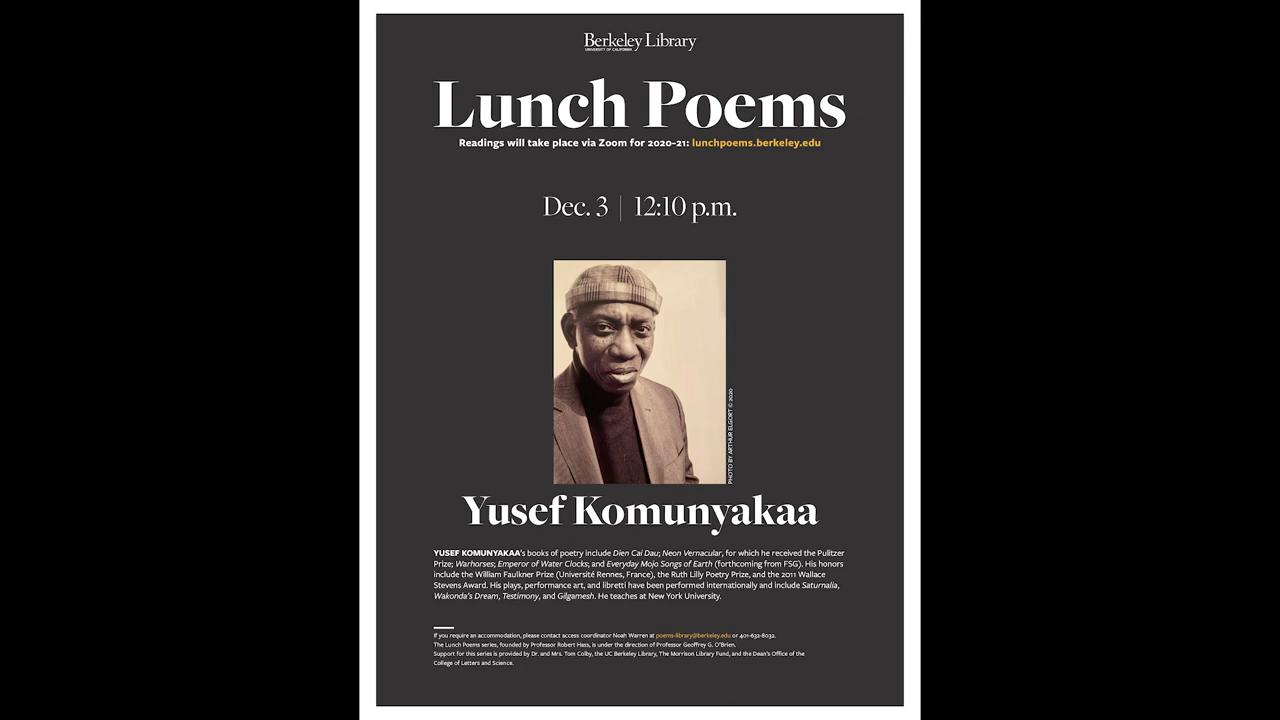 Berkeley Library
UNIVERSITY OF CALIFORNIA
Lunch Poems
Readings will take place via Zoom for 2020-21: lunchpoems.berkeley.edu
Dec. 3 | 12:10 p.m.
PHOTO BY ARTHUR ELGORT © 2020
Yusef Komunyakaa
YUSEF KOMUNYAKAA's books of poetry include Dien Cai Dau; Neon Vernacular, for which he received the Pulitzer
Prize; Warhorses; Emperor of Water Clocks; and Everyday Mojo Songs of Earth (forthcoming from FSG). His honors
include the William Faulkner Prize (Université Rennes, France), the Ruth Lilly Poetry Prize, and the 2011 Wallace
Stevens Award. His plays, performance art, and libretti have been performed internationally and include Saturnalia,
Wakonda's Dream, Testimony, and Gilgamesh. He teaches at New York University.
If you require an accommodation, please contact access coordinator Noah Warren at poems-library@berkeley.edu or 401-632-8032.
The Lunch Poems series, founded by Professor Robert Hass, is under the direction of Professor Geoffrey G. O'Brien.
Support for this series is provided by Dr. and Mrs. Tom Colby, the UC Berkeley Library, The Morrison Library Fund, and the Dean's Office of the
College of Letters and Science.